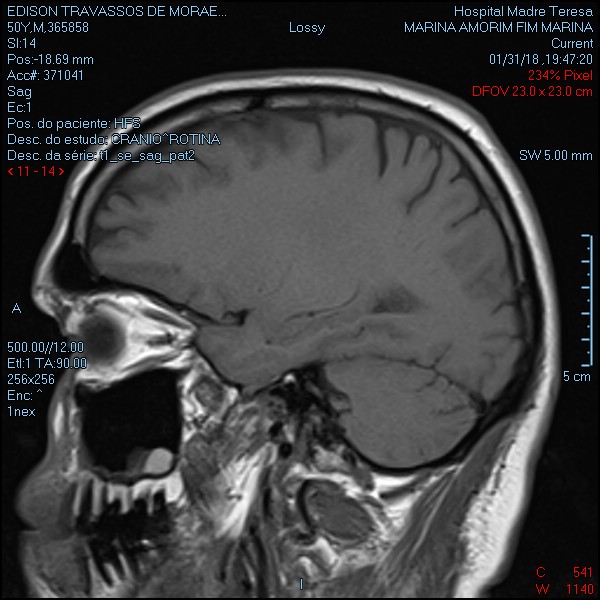 EDISON TRAVASSOS DE MORAE...
50Y,M,365858
Sl:14
Pos:-18.69 mm
Acc#: 371041
Sag
Ec:1
Pos. do paciente: HFS
Desc. do estudo: CRANIO^ROTINA
Desc. da série: t1_se_sag_pat2
< 11 - 14 >
Lossy
Hospital Madre Teresa
MARINA AMORIM FIM MARINA
Current
01/31/18 ,19:47:20
234% Pixel
DFOV 23.0 x 23.0 cm
SW 5.00 mm
A
500.00//12.00
Etl:1 TA:90.00
256x256
Enc: ^
1nex
5 cm
I
C 541
W 1140